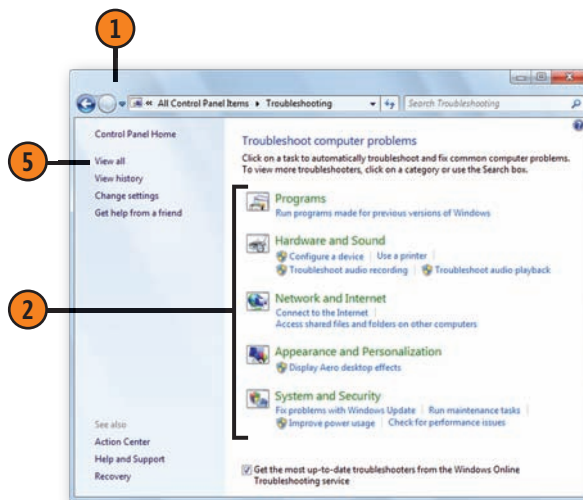 1
« All Control Panel Items ▸ Troubleshooting
Search Troubleshooting
Control Panel Home
5
View all
View history
Change settings
Get help from a friend
Troubleshoot computer problems
Click on a task to automatically troubleshoot and fix common computer problems.
To view more troubleshooters, click on a category or use the Search box.
2
Programs
Run programs made for previous versions of Windows
Hardware and Sound
Configure a device | Use a printer |
Troubleshoot audio recording | Troubleshoot audio playback
Network and Internet
Connect to the Internet |
Access shared files and folders on other computers
Appearance and Personalization
Display Aero desktop effects
System and Security
Fix problems with Windows Update | Run maintenance tasks |
Improve power usage | Check for performance issues
See also
Action Center
Help and Support
Recovery
Get the most up-to-date troubleshooters from the Windows Online
Troubleshooting service